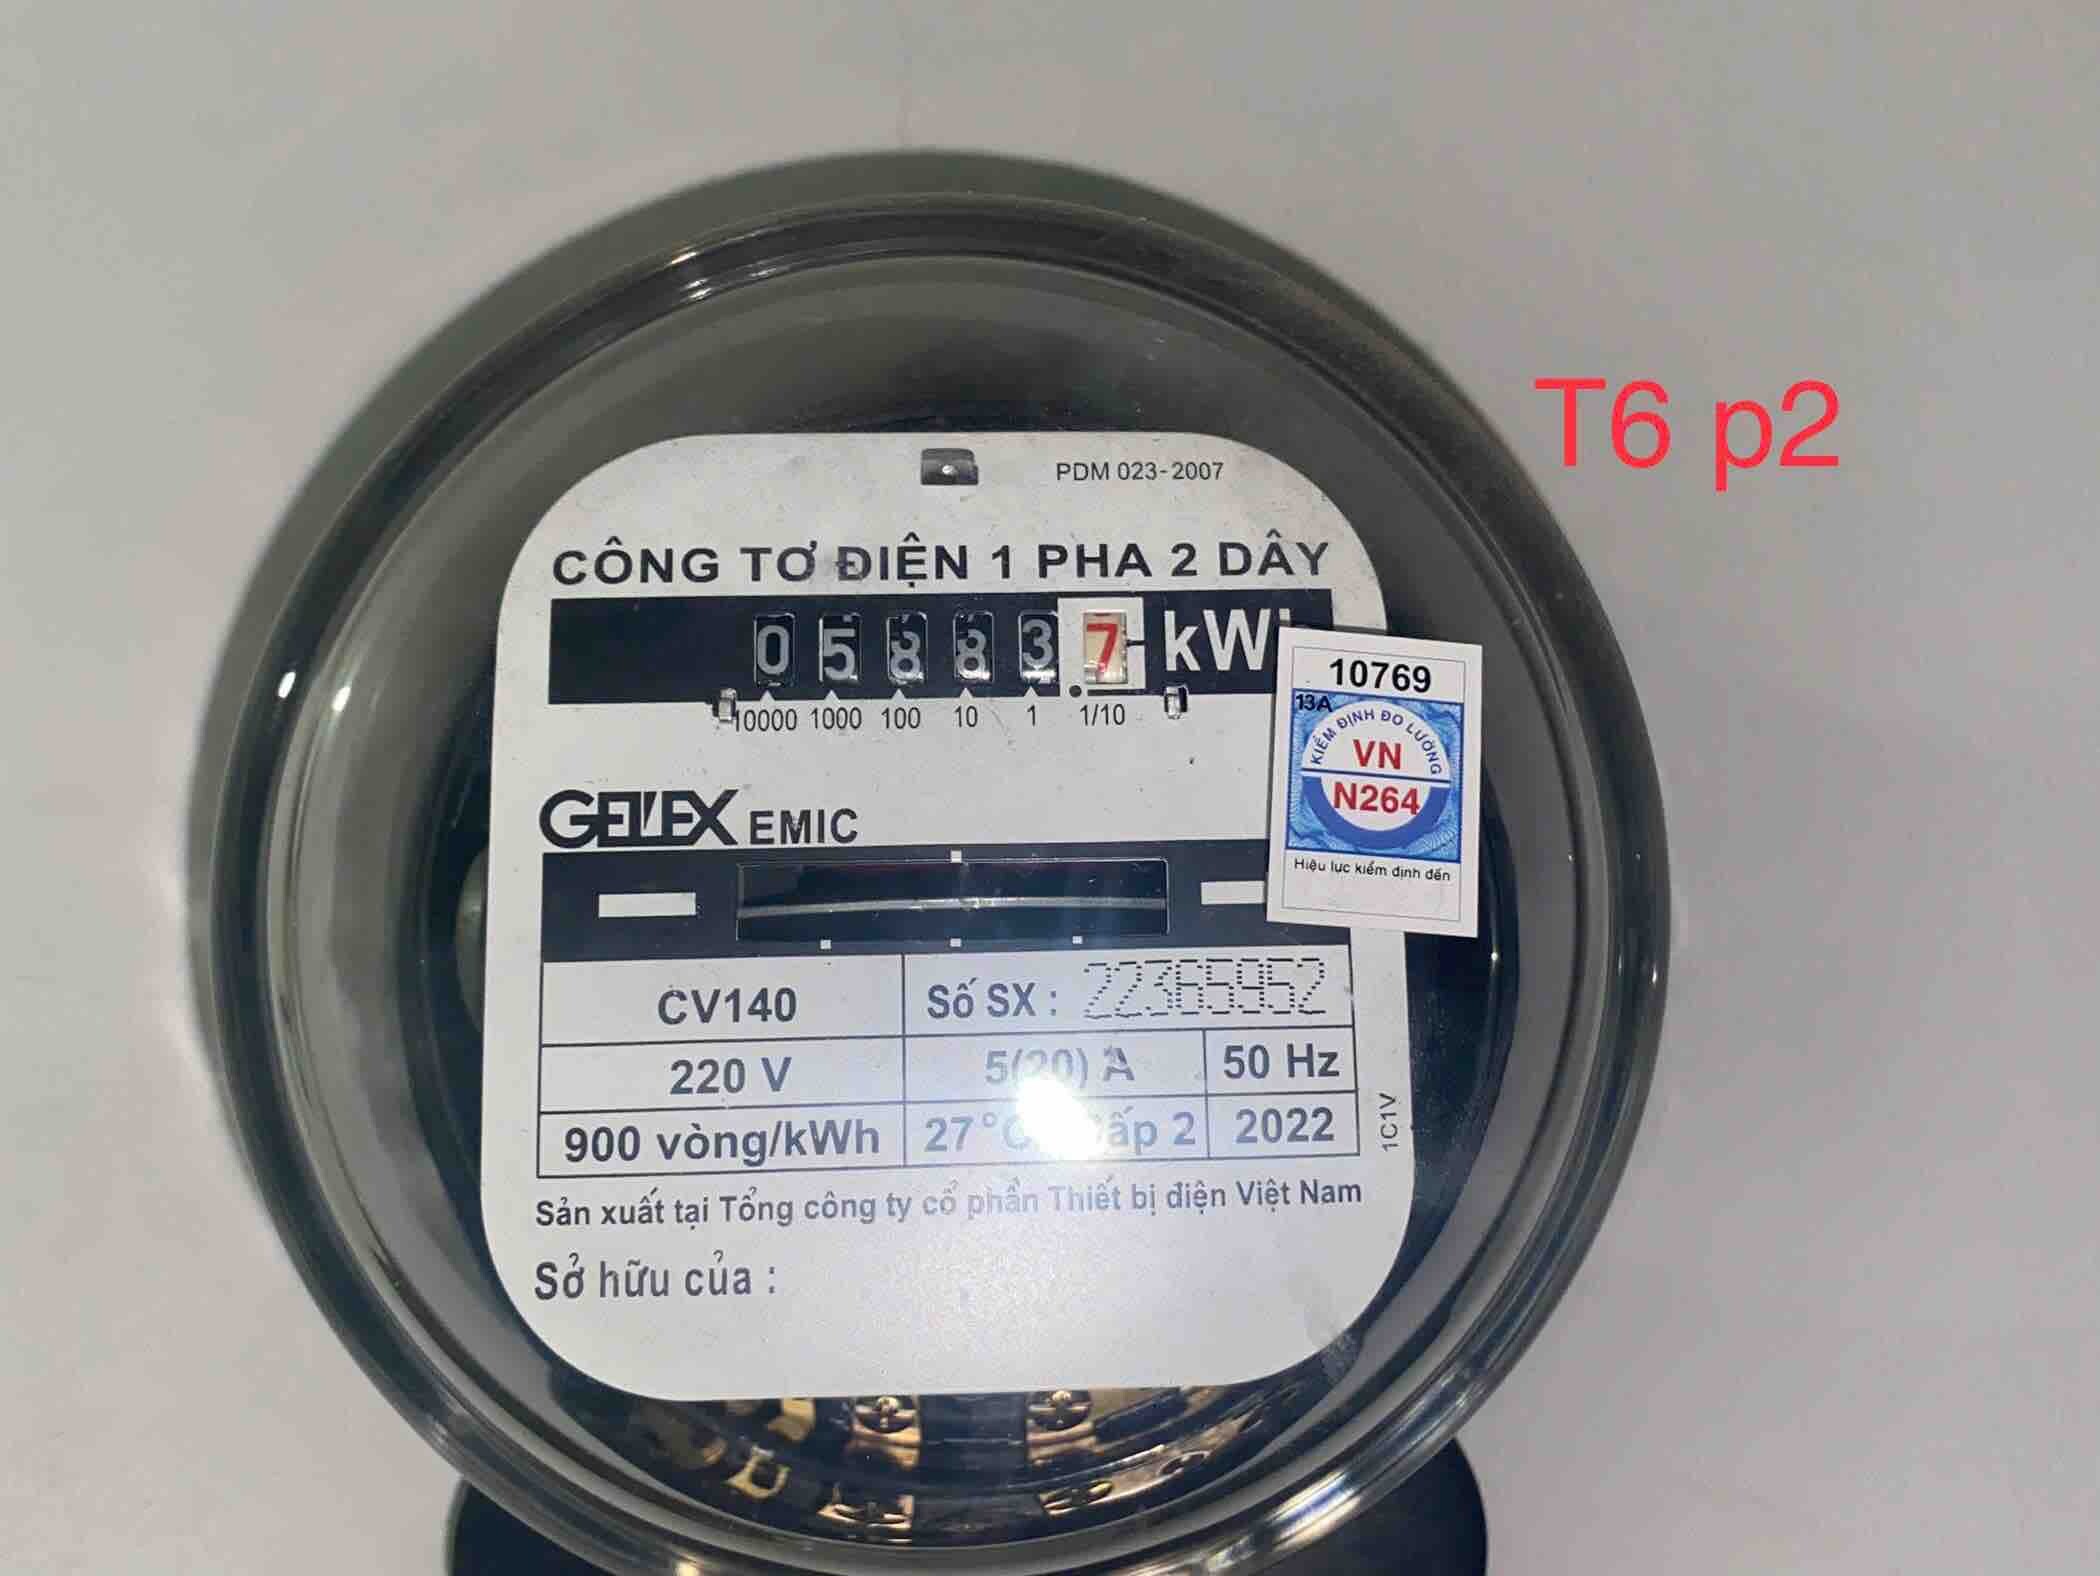 T6 p2
PDM 023-2007
CÔNG TƠ ĐIỆN 1 PHA 2 DÂY
0 5 8 8 3 7 kWh
10000 1000 100 10 1 1/10
10769
13A
KIỂM ĐỊNH ĐO LƯỜNG
VN
N264
Hiệu lực kiểm định đến
GELEX EMIC
CV140 Số SX : 22365952
220 V 5(20) A 50 Hz
900 vòng/kWh 27°C Cấp 2 2022
1C1V
Sản xuất tại Tổng công ty cổ phần Thiết bị điện Việt Nam
Sở hữu của :